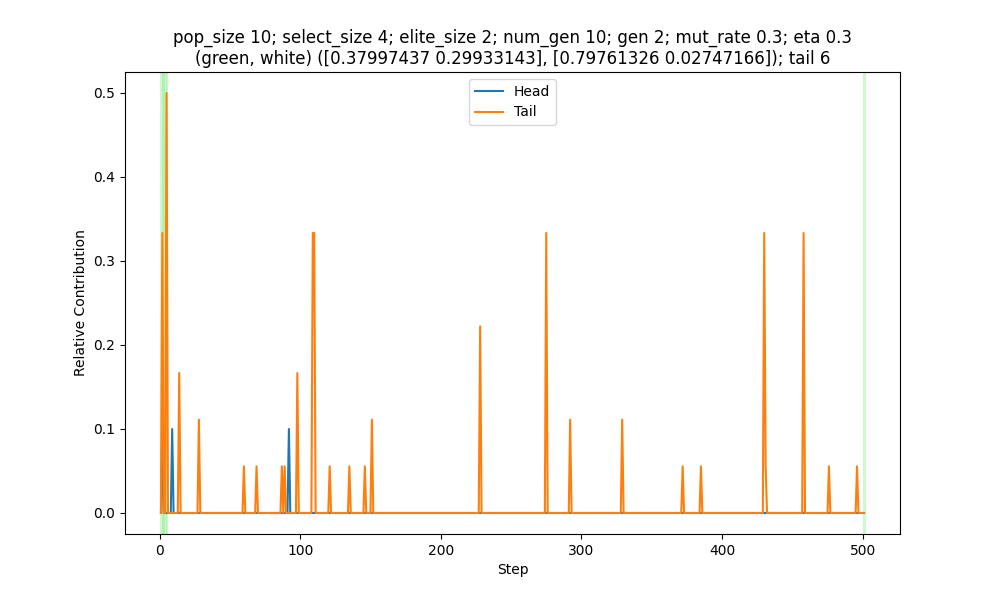 pop_size 10; select_size 4; elite_size 2; num_gen 10; gen 2; mut_rate 0.3; eta 0.3
(green, white) ([0.37997437 0.29933143], [0.79761326 0.02747166]); tail 6
Head
Tail
0.5
0.4
0.3
0.2
0.1
0.0
Relative Contribution
0
100
200
300
400
500
Step